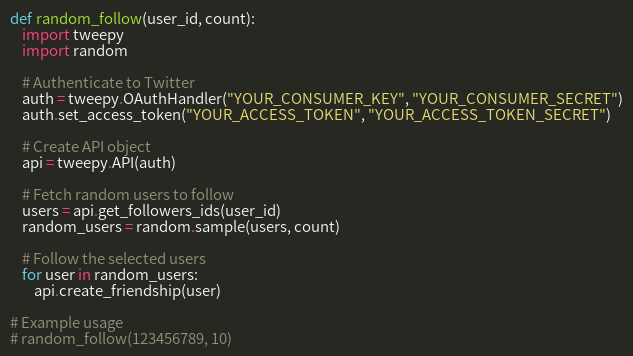 def random_follow(user_id, count):
    import tweepy
    import random

    # Authenticate to Twitter
    auth = tweepy.OAuthHandler("YOUR_CONSUMER_KEY", "YOUR_CONSUMER_SECRET")
    auth.set_access_token("YOUR_ACCESS_TOKEN", "YOUR_ACCESS_TOKEN_SECRET")

    # Create API object
    api = tweepy.API(auth)

    # Fetch random users to follow
    users = api.get_followers_ids(user_id)
    random_users = random.sample(users, count)

    # Follow the selected users
    for user in random_users:
        api.create_friendship(user)

# Example usage
# random_follow(123456789, 10)